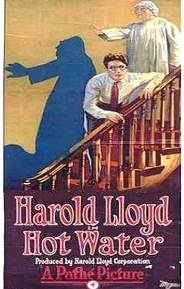 Harold Lloyd
IN
Hot Water
Produced by Harold Lloyd Corporation
A Pathé Picture